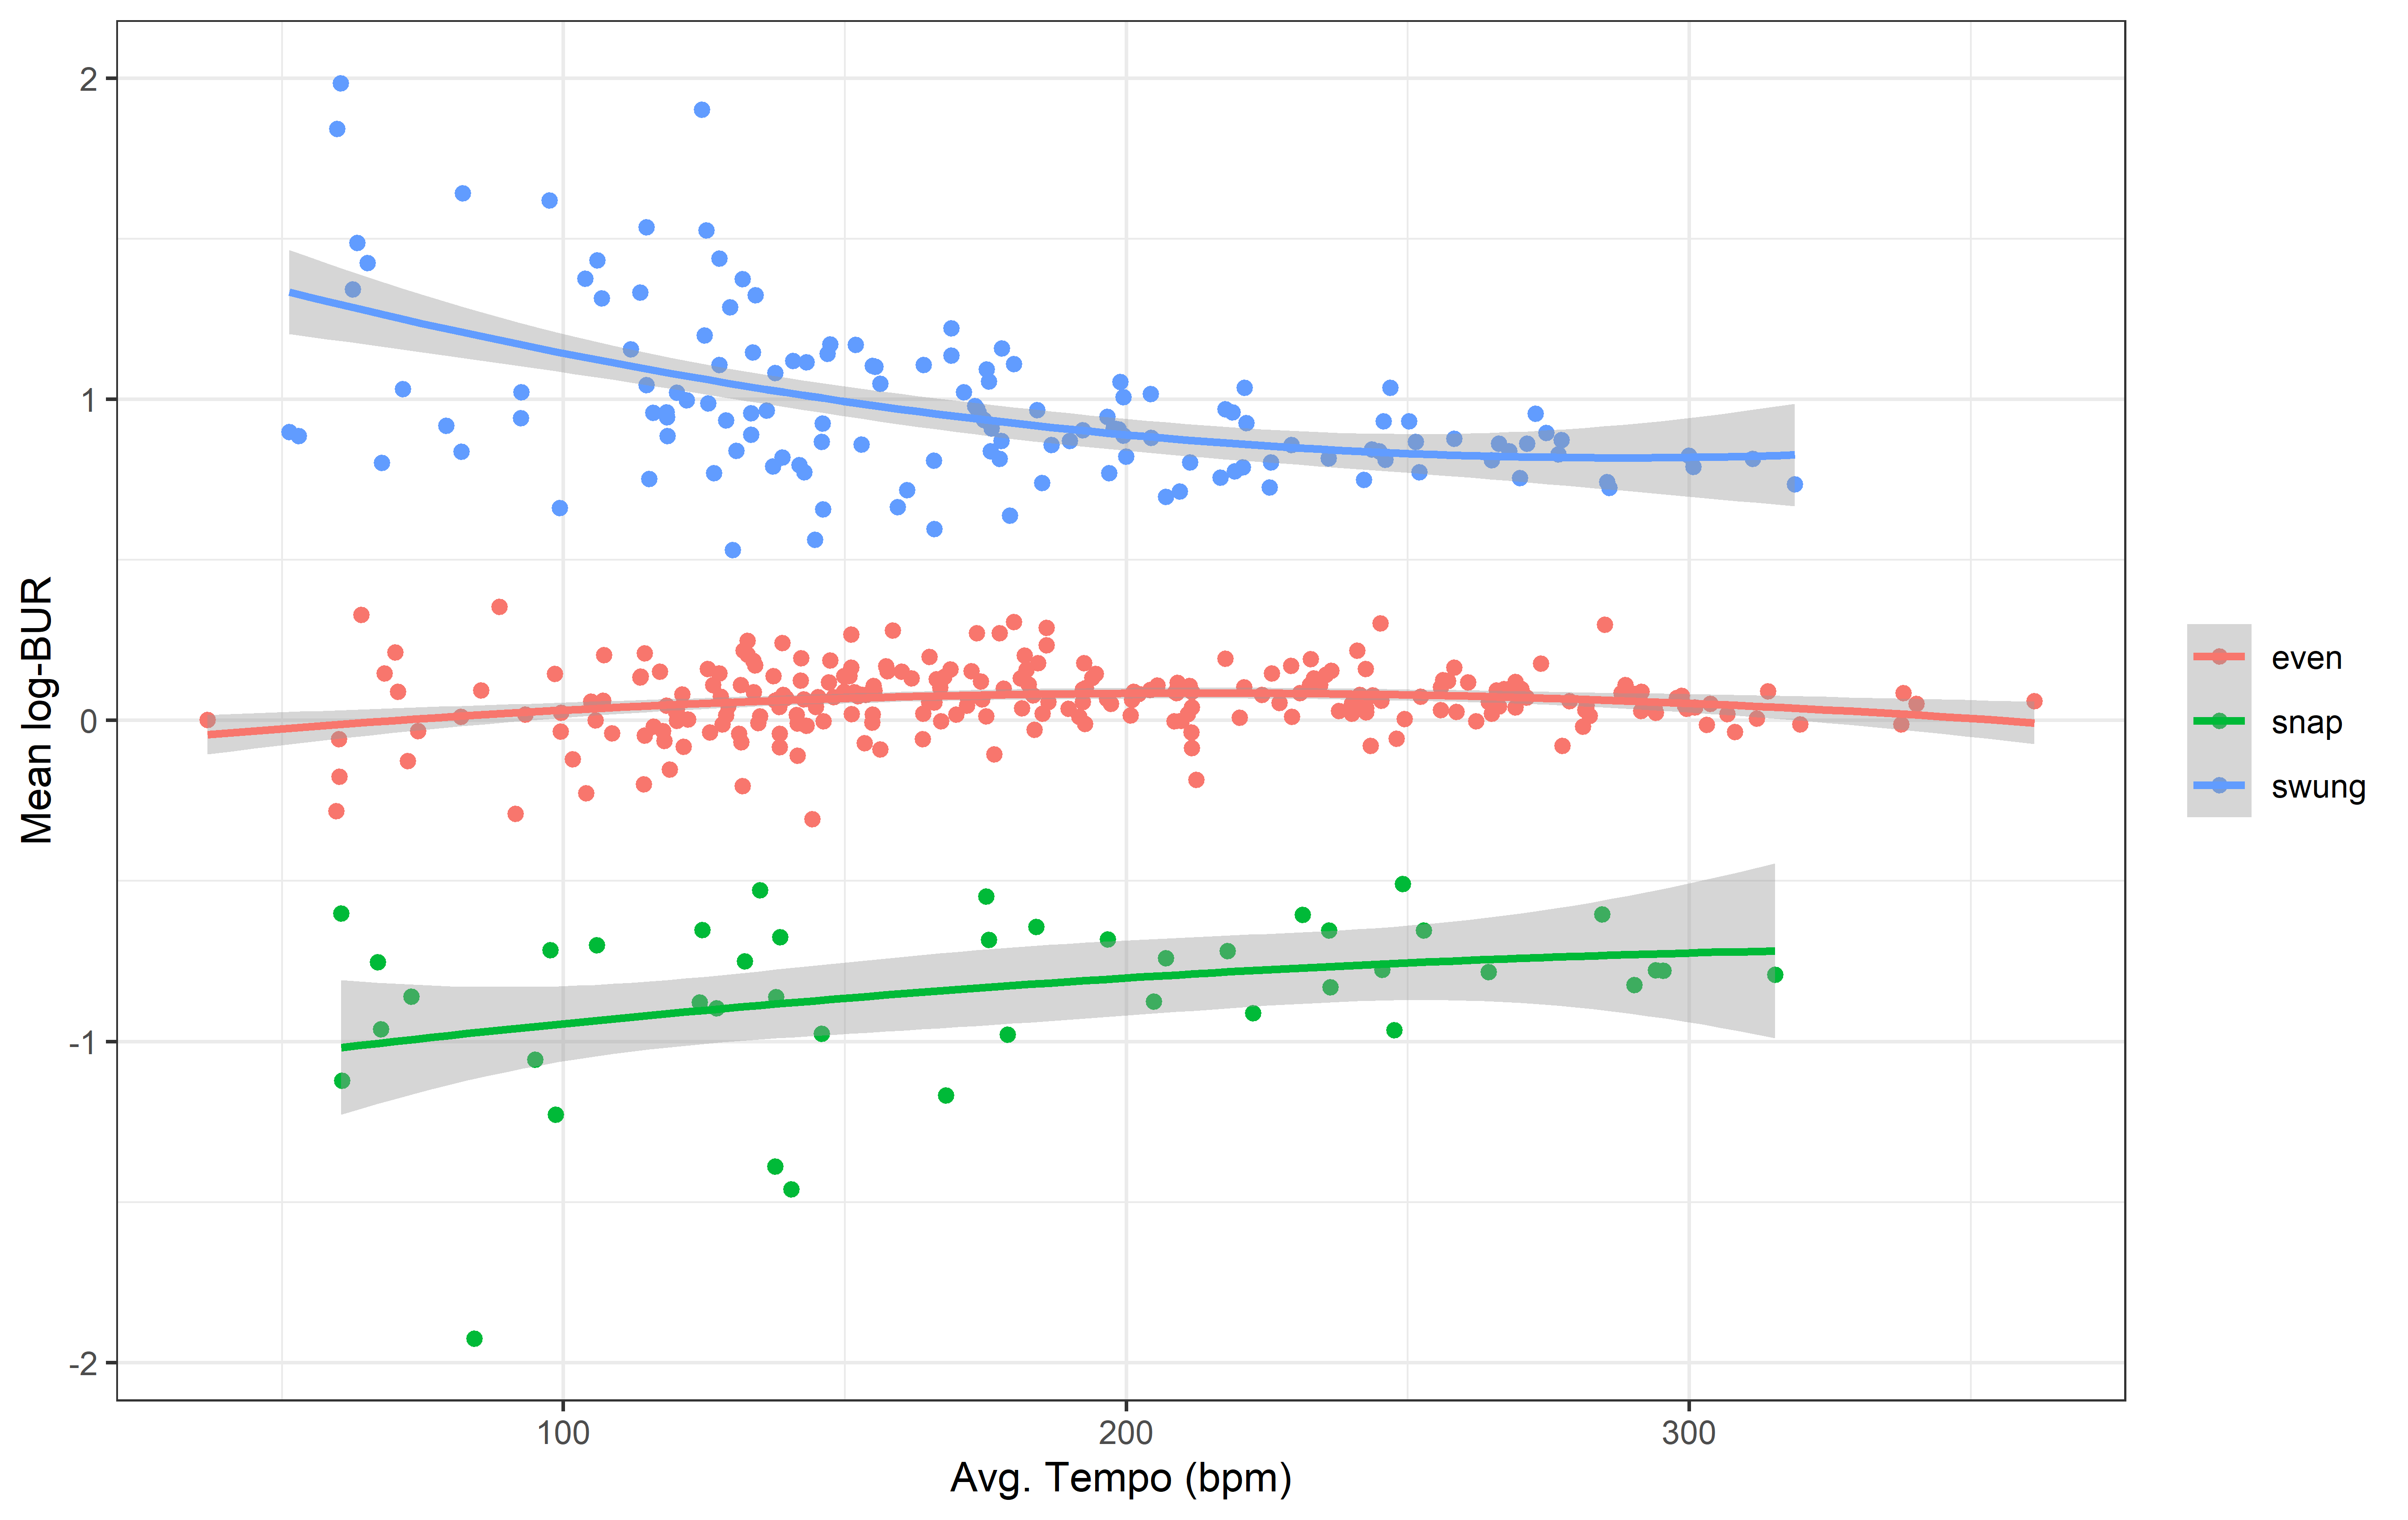 2
1
0
-1
-2
Mean log-BUR
100
200
300
Avg. Tempo (bpm)
even
snap
swung